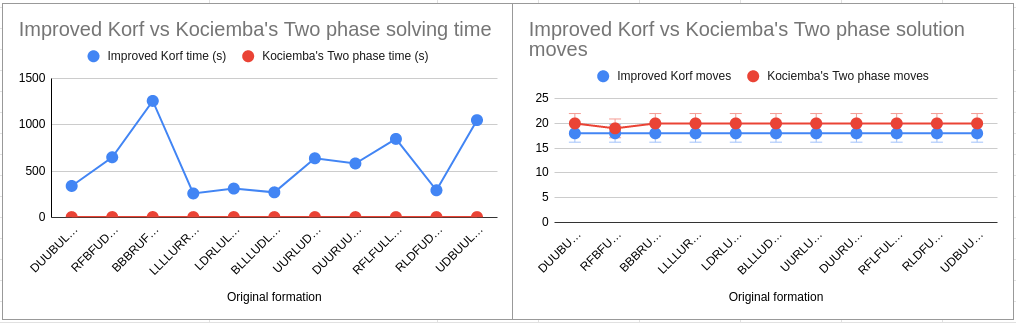 Improved Korf vs Kociemba's Two phase solving time
Improved Korf time (s) Kociemba's Two phase time (s)
1500
1000
500
0
DUUBUL...
RFBFUD...
BBBRUF...
LLLLURR...
LDRLUL...
BLLLUDL...
UURLUD...
DUURUU...
RFLFULL...
RLDFUD...
UDBUUL...
Original formation
Improved Korf vs Kociemba's Two phase solution
moves
Improved Korf moves Kociemba's Two phase moves
25
20
15
10
5
0
DUUBU...
RFBFU...
BBBRU...
LLLLUR...
LDRLU...
BLLLUD...
UURLU...
DUURU...
RFLFU...
RLDFU...
UDBUU...
Original formation